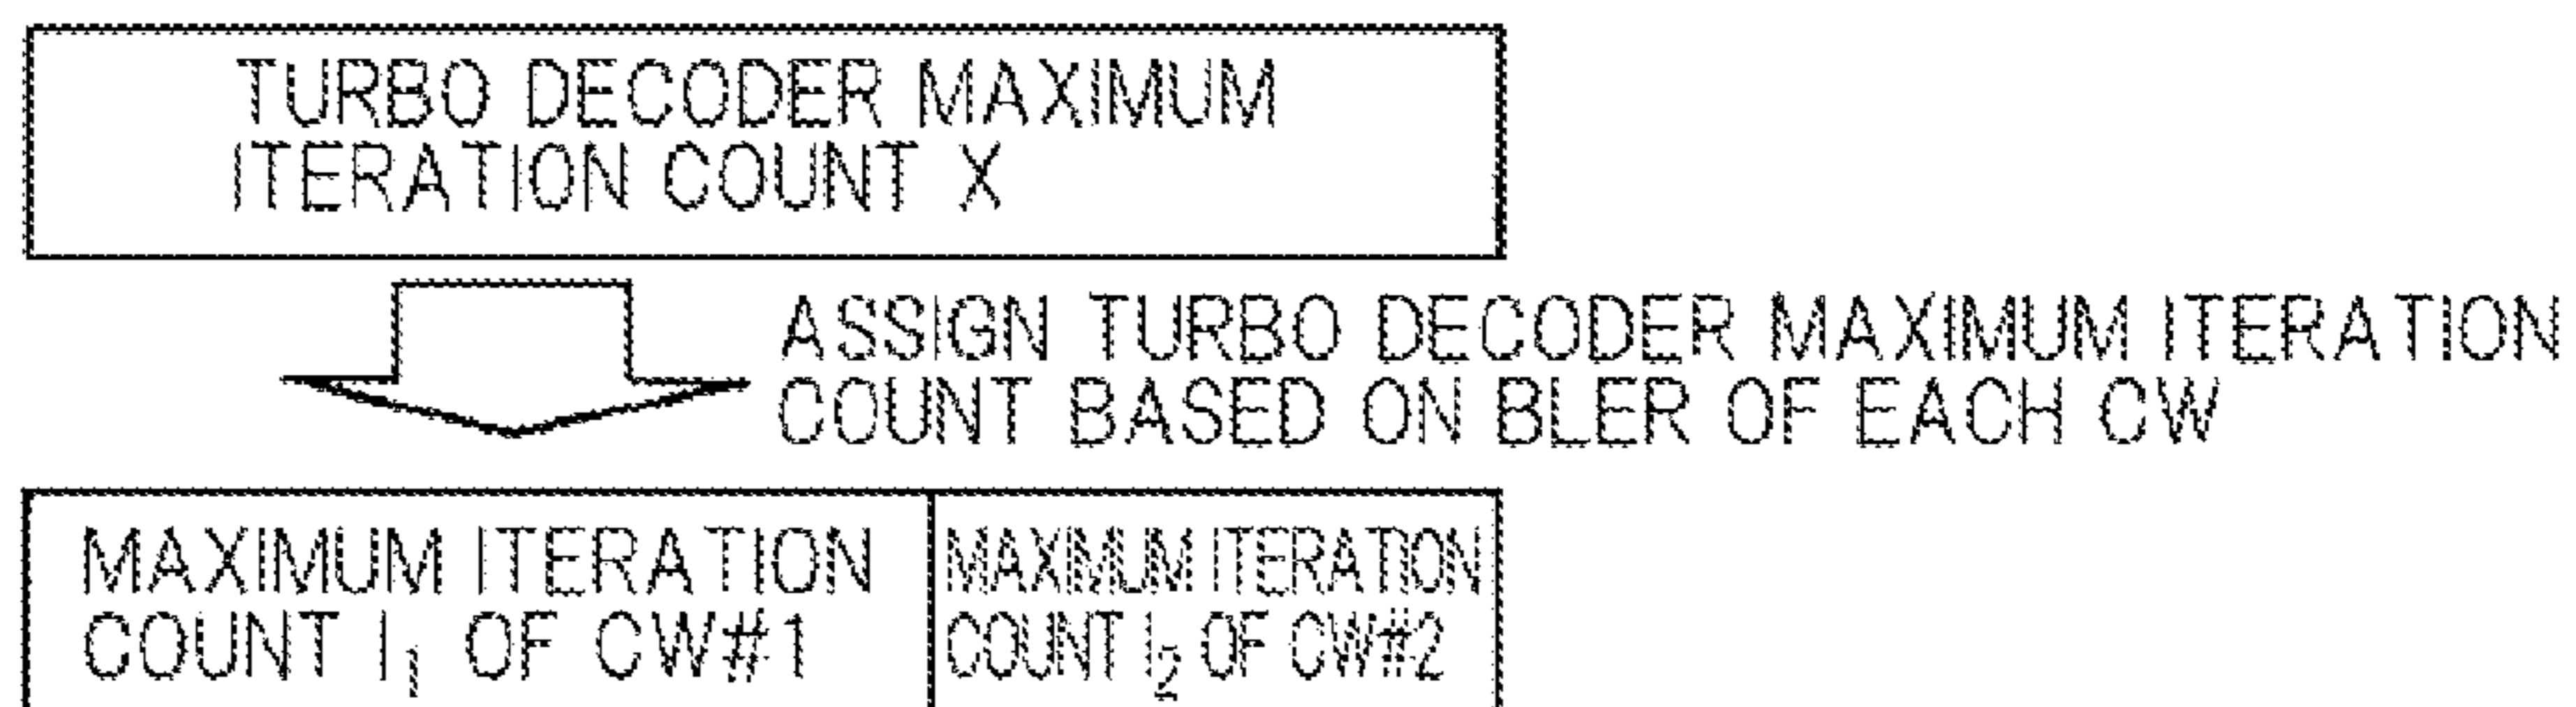 TURBO DECODER MAXIMUM
ITERATION COUNT X
ASSIGN TURBO DECODER MAXIMUM ITERATION
COUNT BASED ON BLER OF EACH CW
MAXIMUM ITERATION
COUNT I₁ OF CW#1
MAXIMUM ITERATION
COUNT I₂ OF CW#2